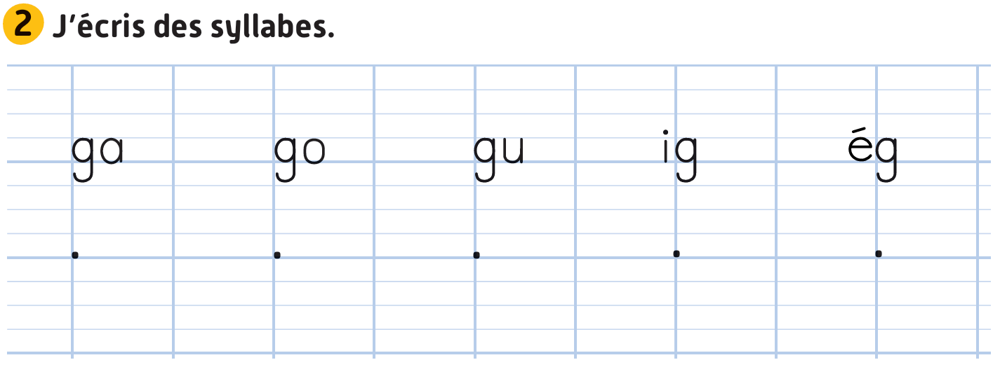 2 J'écris des syllabes.
ga go gu ig ég
. . . . .